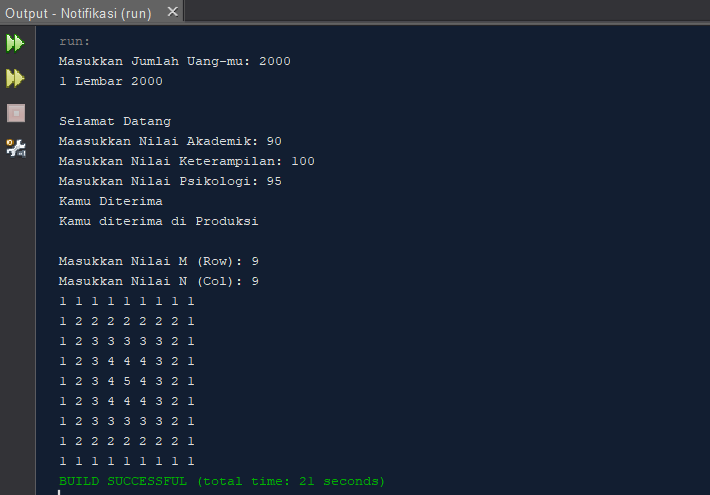 Output - Notifikasi (run)
run:
Masukkan Jumlah Uang-mu: 2000
1 Lembar 2000
Selamat Datang
Maasukkan Nilai Akademik: 90
Masukkan Nilai Keterampilan: 100
Masukkan Nilai Psikologi: 95
Kamu Diterima
Kamu diterima di Produksi
Masukkan Nilai M (Row): 9
Masukkan Nilai N (Col): 9
1 1 1 1 1 1 1 1 1
1 2 2 2 2 2 2 2 1
1 2 3 3 3 3 3 2 1
1 2 3 4 4 4 3 2 1
1 2 3 4 5 4 3 2 1
1 2 3 4 4 4 3 2 1
1 2 3 3 3 3 3 2 1
1 2 2 2 2 2 2 2 1
1 1 1 1 1 1 1 1 1
BUILD SUCCESSFUL (total time: 21 seconds)